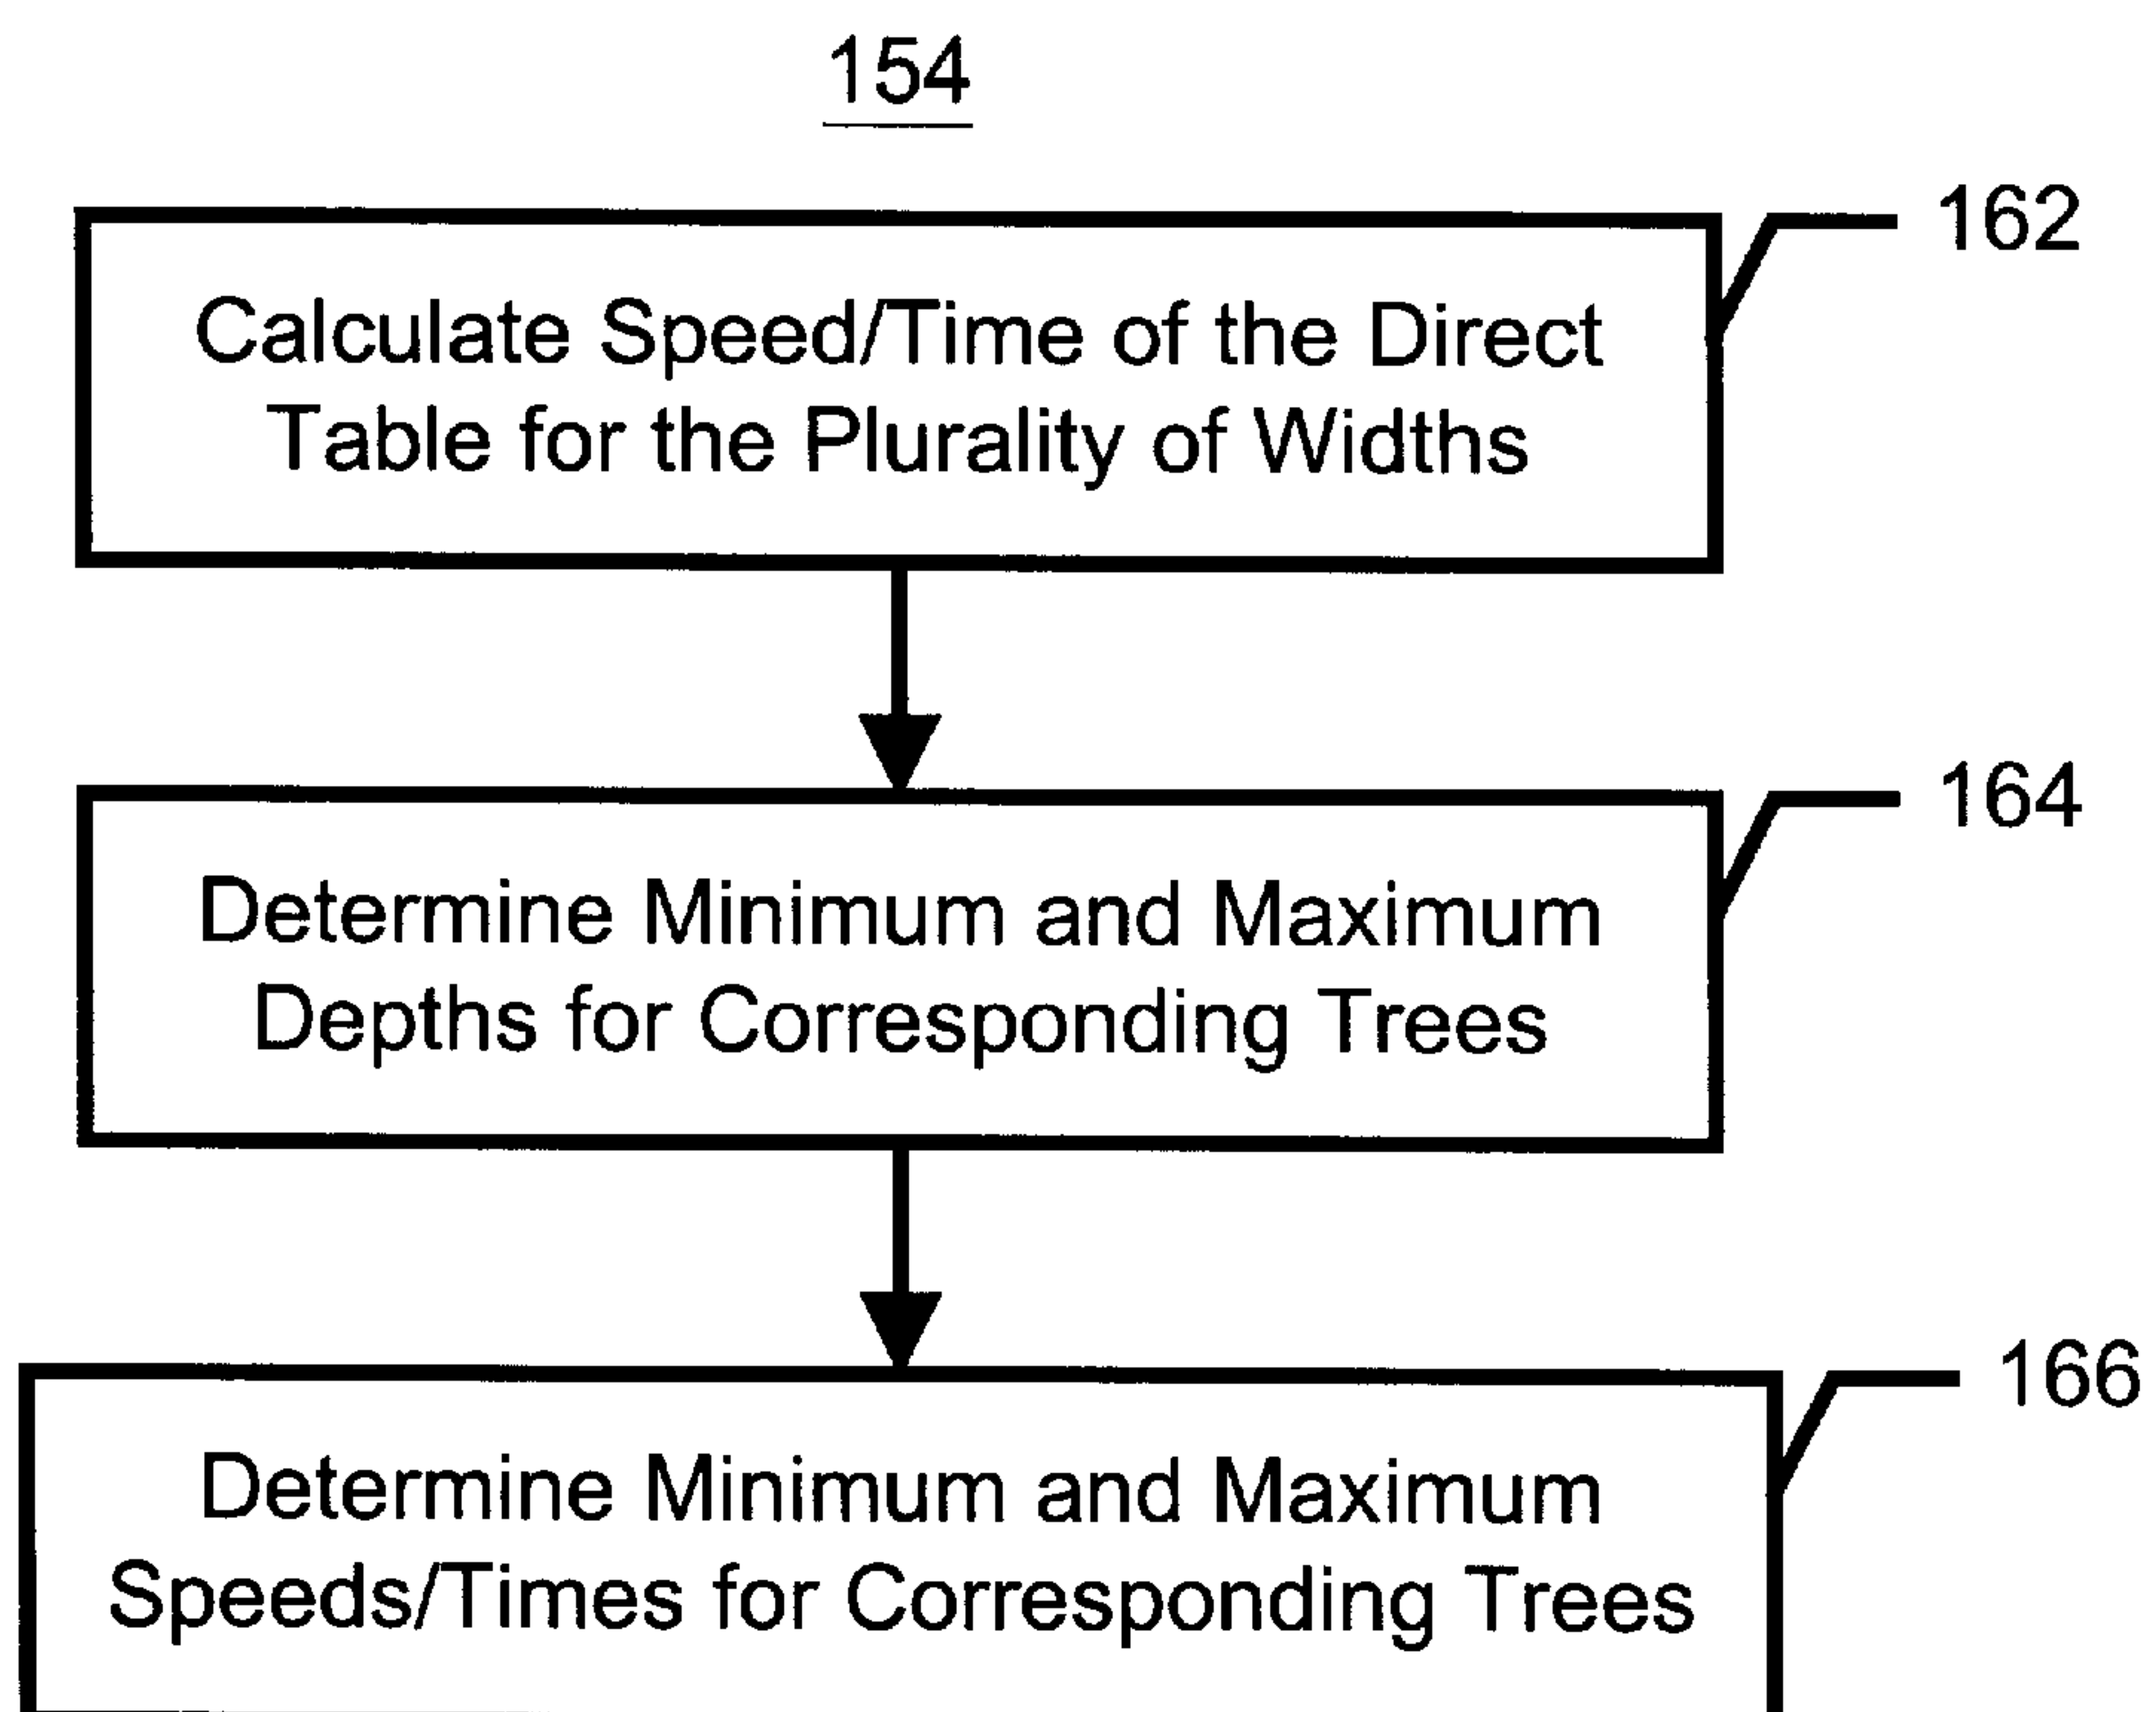 154
162
Calculate Speed/Time of the Direct
Table for the Plurality of Widths
164
Determine Minimum and Maximum
Depths for Corresponding Trees
166
Determine Minimum and Maximum
Speeds/Times for Corresponding Trees